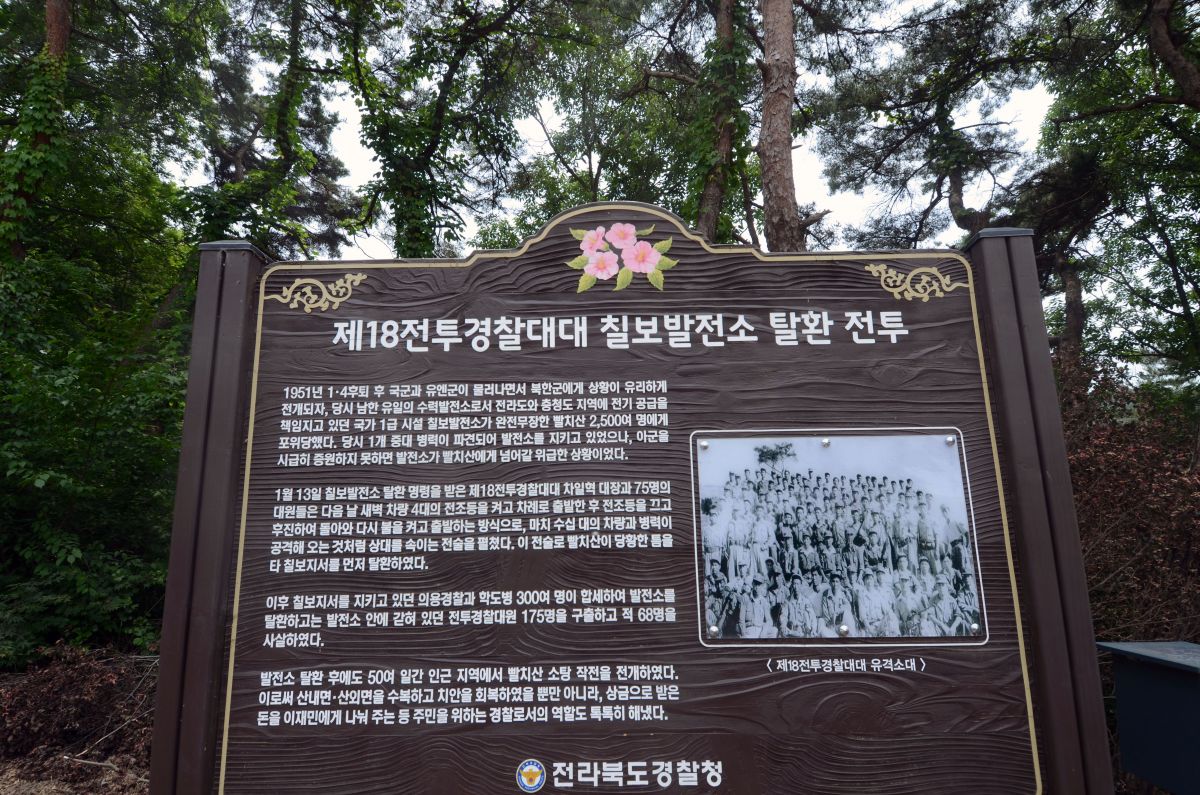 제18전투경찰대대 칠보발전소 탈환 전투
1951년 1·4후퇴 후 국군과 유엔군이 물러나면서 북한군에게 상황이 유리하게
전개되자, 당시 남한 유일의 수력발전소로서 전라도와 충청도 지역에 전기 공급을
책임지고 있던 국가 1급 시설 칠보발전소가 완전무장한 빨치산 2,500여 명에게
포위당했다. 당시 1개 중대 병력이 파견되어 발전소를 지키고 있었으나, 아군을
시급히 증원하지 못하면 발전소가 빨치산에게 넘어갈 위급한 상황이었다.
1월 13일 칠보발전소 탈환 명령을 받은 제18전투경찰대대 차일혁 대장과 75명의
대원들은 다음 날 새벽 차량 4대의 전조등을 켜고 차례로 출발한 후 전조등을 끄고
후진하여 돌아와 다시 불을 켜고 출발하는 방식으로, 마치 수십 대의 차량과 병력이
공격해 오는 것처럼 상대를 속이는 전술을 펼쳤다. 이 전술로 빨치산이 당황한 틈을
타 칠보지서를 먼저 탈환하였다.
이후 칠보지서를 지키고 있던 의용경찰과 학도병 300여 명이 합세하여 발전소를
탈환하고는 발전소 안에 갇혀 있던 전투경찰대원 175명을 구출하고 적 68명을
사살하였다.
발전소 탈환 후에도 50여 일간 인근 지역에서 빨치산 소탕 작전을 전개하였다.
이로써 산내면·산외면을 수복하고 치안을 회복하였을 뿐만 아니라, 상금으로 받은
돈을 이재민에게 나눠 주는 등 주민을 위하는 경찰로서의 역할도 톡톡히 해냈다.
〈 제18전투경찰대대 유격소대 〉
전라북도경찰청